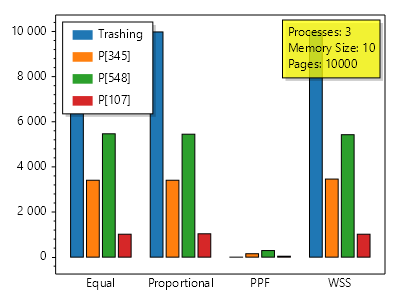 10 000
8 000
6 000
4 000
2 000
0
Trashing
P[345]
P[548]
P[107]
Processes: 3
Memory Size: 10
Pages: 10000
Equal
Proportional
PPF
WSS